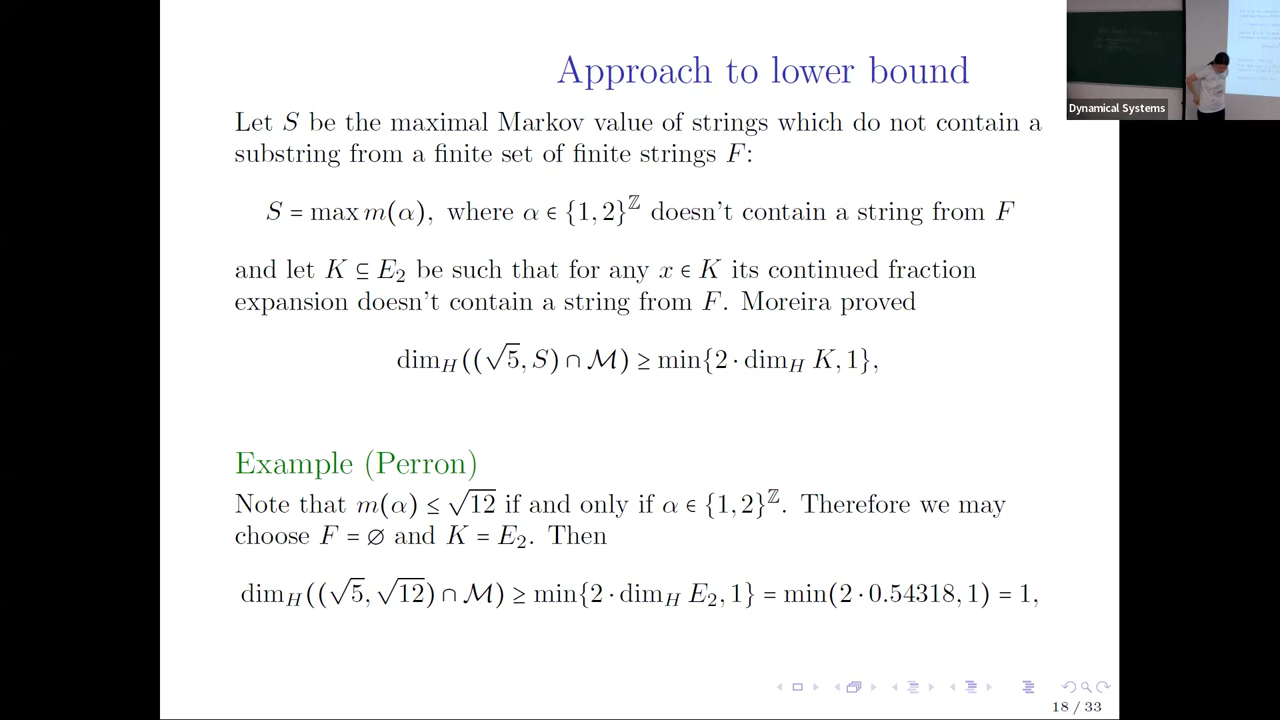 Approach to lower bound
Dynamical Systems
Let S be the maximal Markov value of strings which do not contain a
substring from a finite set of finite strings F:
S = max m(α), where α ∈ {1, 2}^ℤ doesn't contain a string from F
and let K ⊆ E₂ be such that for any x ∈ K its continued fraction
expansion doesn't contain a string from F. Moreira proved
dim_H((√5, S) ∩ ℳ) ≥ min{2 · dim_H K, 1},
Example (Perron)
Note that m(α) ≤ √12 if and only if α ∈ {1, 2}^ℤ. Therefore we may
choose F = ∅ and K = E₂. Then
dim_H((√5, √12) ∩ ℳ) ≥ min{2 · dim_H E₂, 1} = min(2 · 0.54318, 1) = 1,
18 / 33